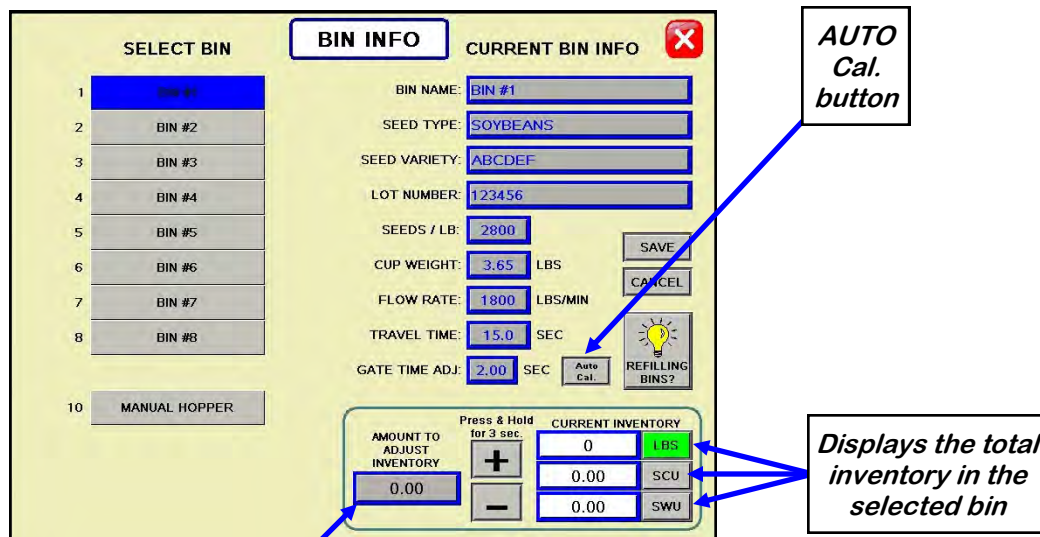 SELECT BIN
BIN INFO
CURRENT BIN INFO
1
2 BIN #2
3 BIN #3
4 BIN #4
5 BIN #5
6 BIN #6
7 BIN #7
8 BIN #8
10 MANUAL HOPPER
BIN NAME: BIN #1
SEED TYPE: SOYBEANS
SEED VARIETY: ABCDEF
LOT NUMBER: 123456
SEEDS / LB: 2800
CUP WEIGHT: 3.65 LBS
FLOW RATE: 1800 LBS/MIN
TRAVEL TIME: 15.0 SEC
GATE TIME ADJ: 2.00 SEC
Auto
Cal.
SAVE
CANCEL
REFILLING
BINS?
AMOUNT TO
ADJUST
INVENTORY
0.00
Press & Hold
for 3 sec.
+
−
CURRENT INVENTORY
0 LBS
0.00 SCU
0.00 SWU
AUTO
Cal.
button
Displays the total
inventory in the
selected bin